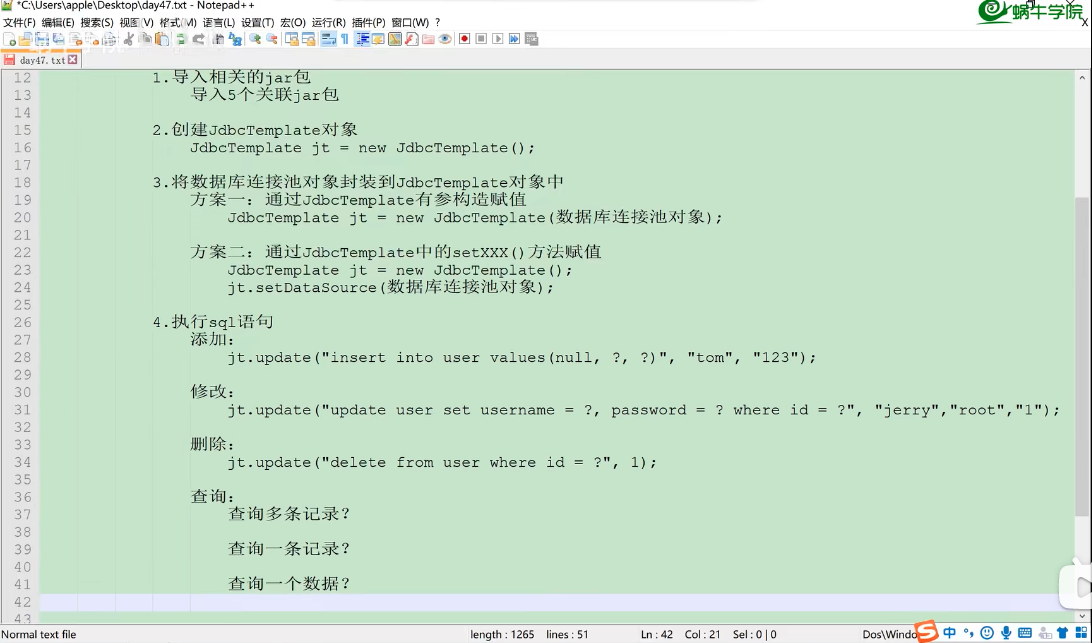 *C:\Users\apple\Desktop\day47.txt - Notepad++
文件(F) 编辑(E) 搜索(S) 视图(V) 格式(M) 语言(L) 设置(T) 宏(O) 运行(R) 插件(P) 窗口(W) ?
蜗牛学院
day47.txt
12 1.导入相关的jar包
13 导入5个关联jar包
14
15 2.创建JdbcTemplate对象
16 JdbcTemplate jt = new JdbcTemplate();
17
18 3.将数据库连接池对象封装到JdbcTemplate对象中
19 方案一: 通过JdbcTemplate有参构造赋值
20 JdbcTemplate jt = new JdbcTemplate(数据库连接池对象);
21
22 方案二: 通过JdbcTemplate中的setXXX()方法赋值
23 JdbcTemplate jt = new JdbcTemplate();
24 jt.setDataSource(数据库连接池对象);
25
26 4.执行sql语句
27 添加:
28 jt.update("insert into user values(null, ?, ?)", "tom", "123");
29
30 修改:
31 jt.update("update user set username = ?, password = ? where id = ?", "jerry","root","1");
32
33 删除:
34 jt.update("delete from user where id = ?", 1);
35
36 查询:
37 查询多条记录?
38
39 查询一条记录?
40
41 查询一个数据?
42
43
Normal text file length : 1265 lines : 51 Ln : 42 Col : 21 Sel : 0 | 0 Dos\Windo
S 中